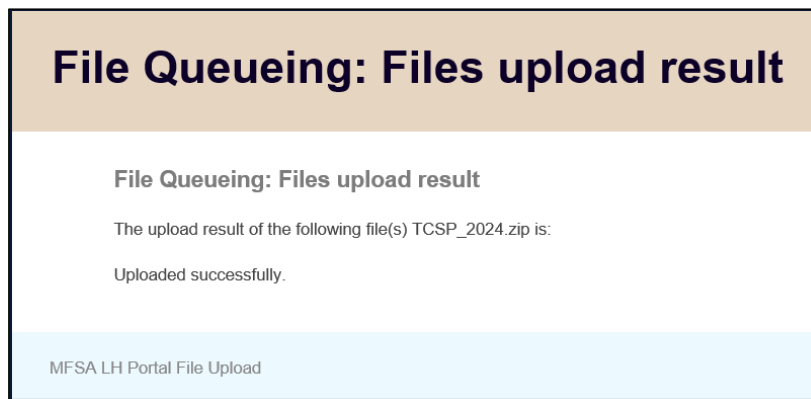 File Queueing: Files upload result
File Queueing: Files upload result
The upload result of the following file(s) TCSP_2024.zip is:
Uploaded successfully.
MFSA LH Portal File Upload